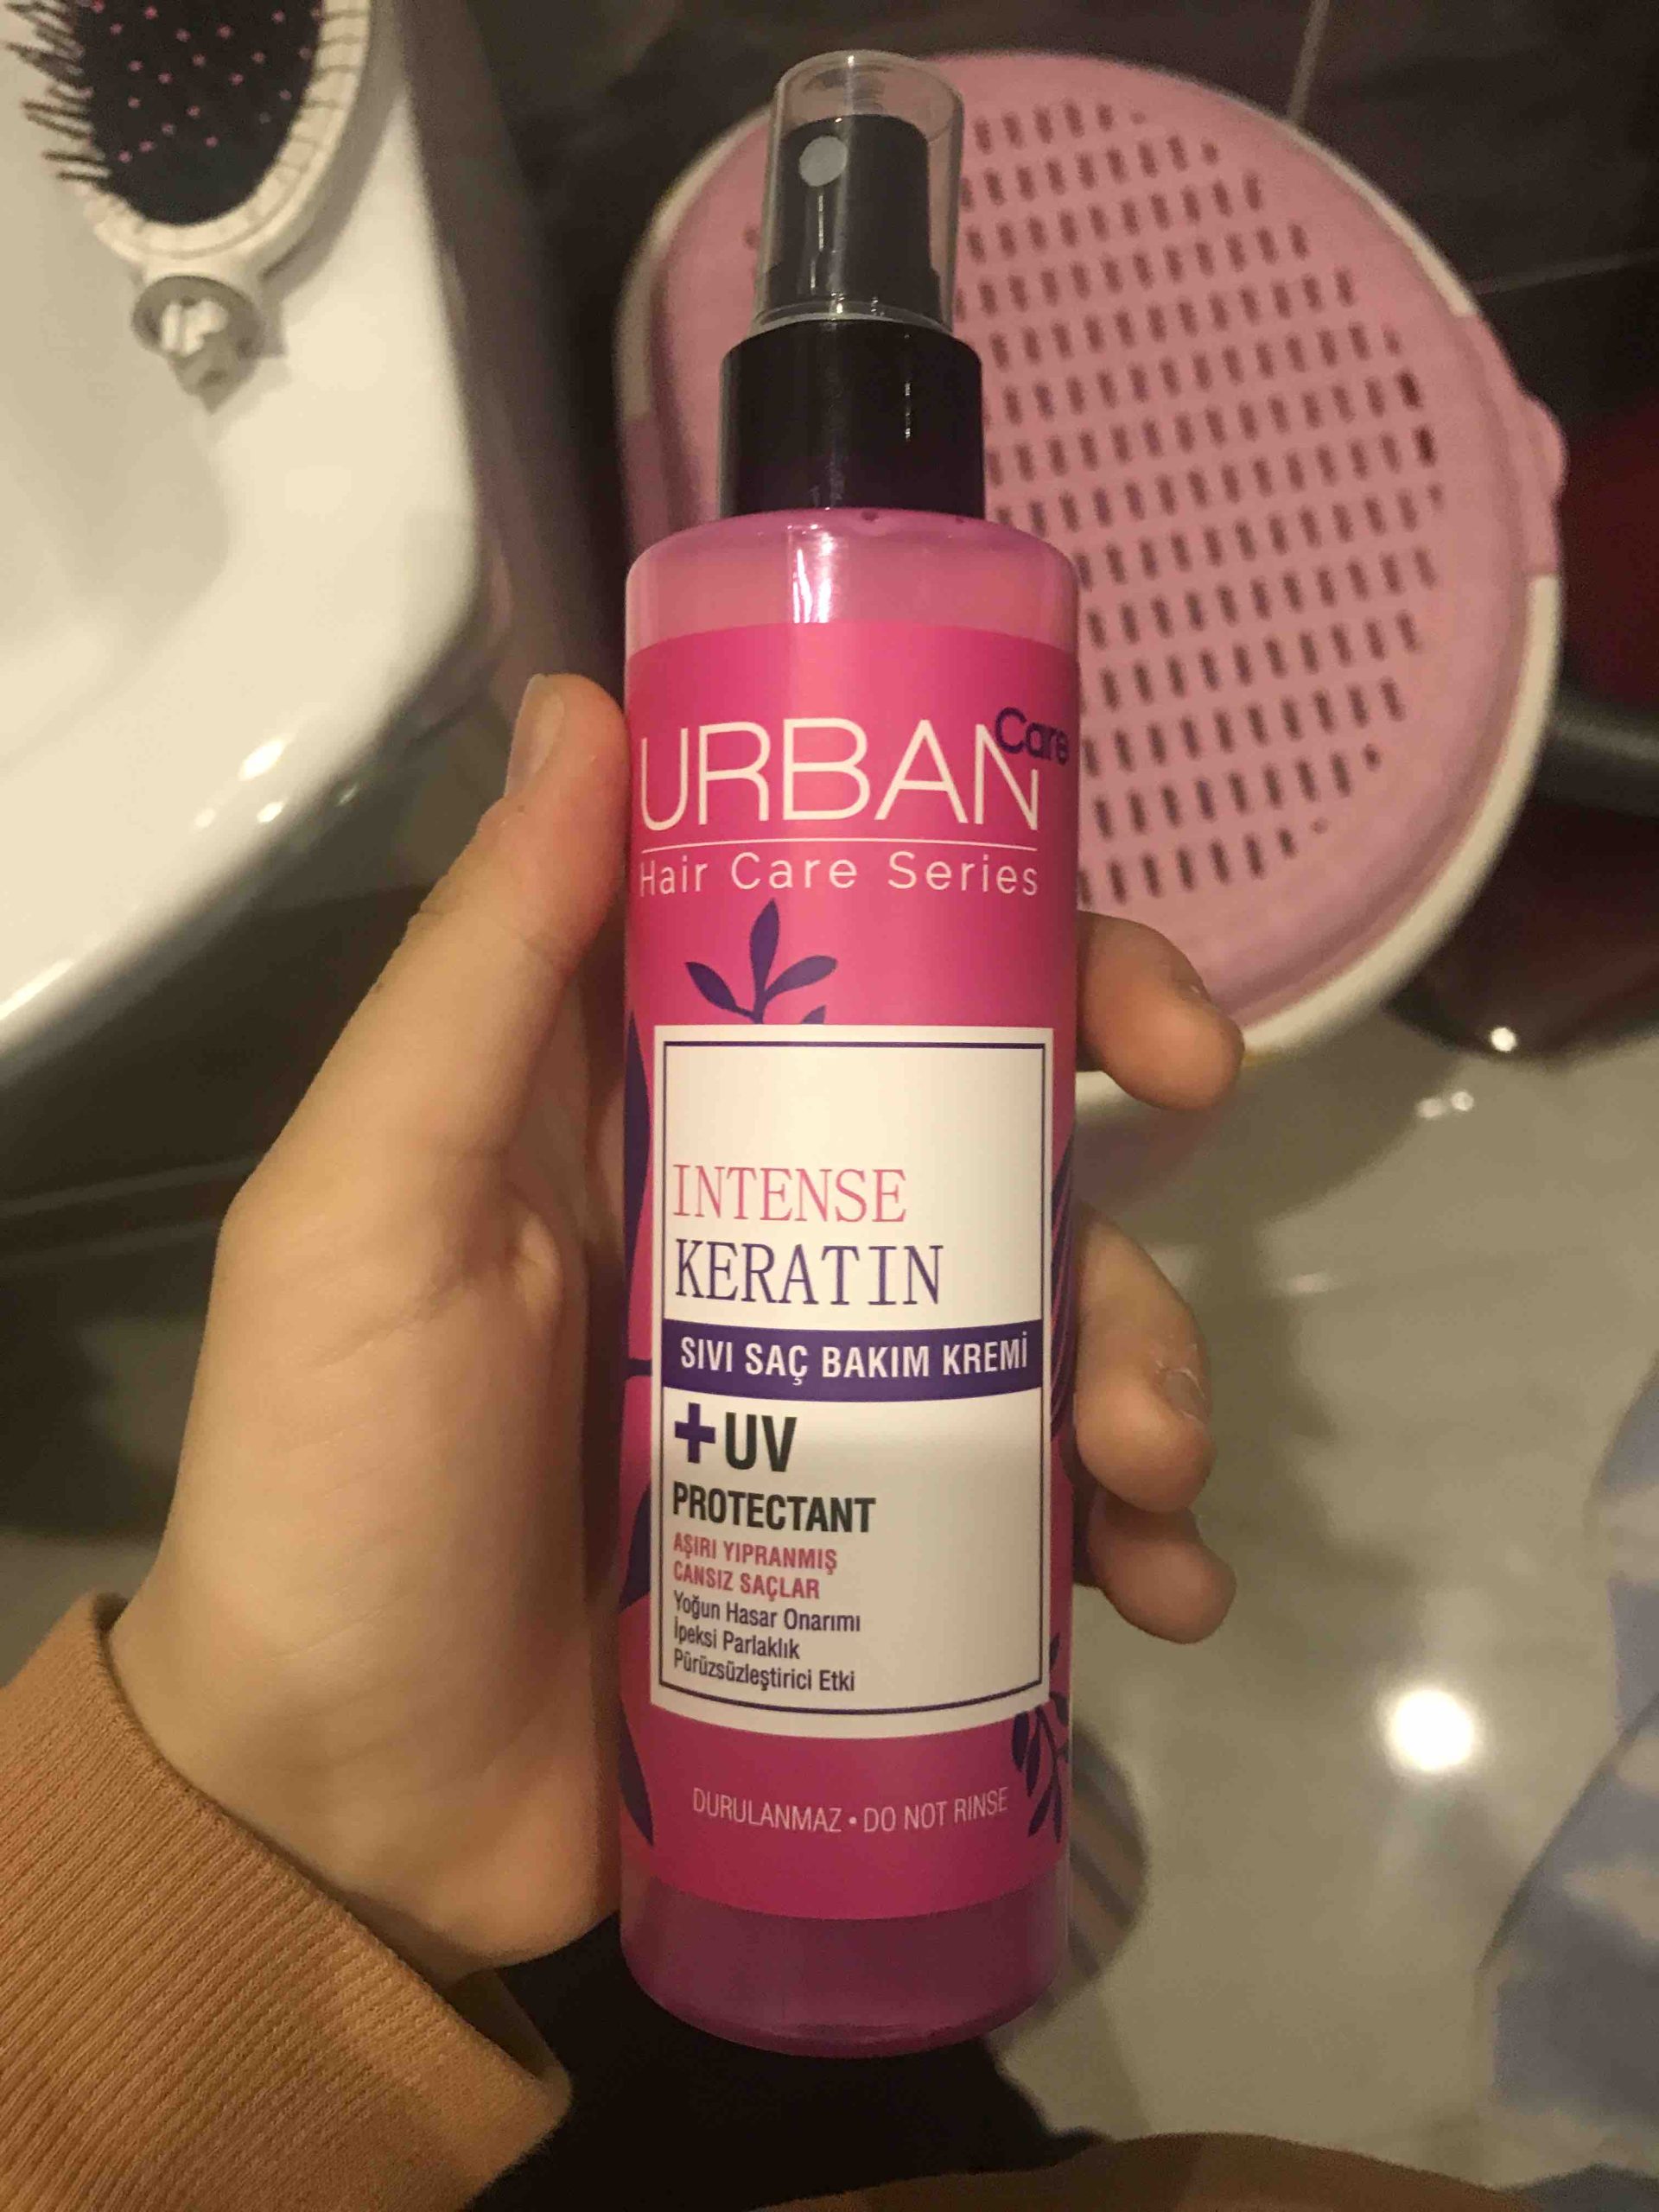 URBAN Care
Hair Care Series
INTENSE
KERATIN
SIVI SAÇ BAKIM KREMİ
+UV
PROTECTANT
AŞIRI YIPRANMIŞ
CANSIZ SAÇLAR
Yoğun Hasar Onarımı
İpeksi Parlaklık
Pürüzsüzleştirici Etki
DURULANMAZ • DO NOT RINSE